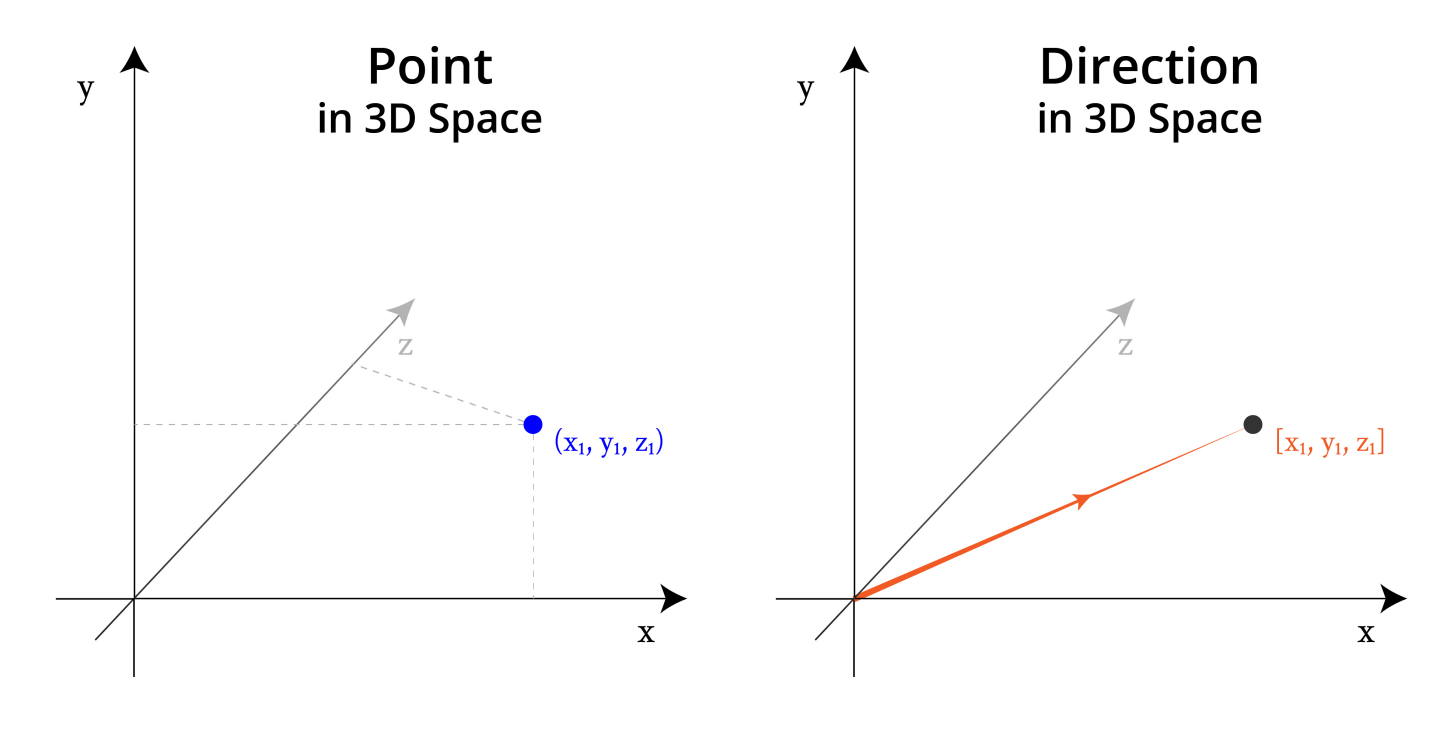 Point
in 3D Space
y
z
(x₁, y₁, z₁)
x
Direction
in 3D Space
y
z
[x₁, y₁, z₁]
x